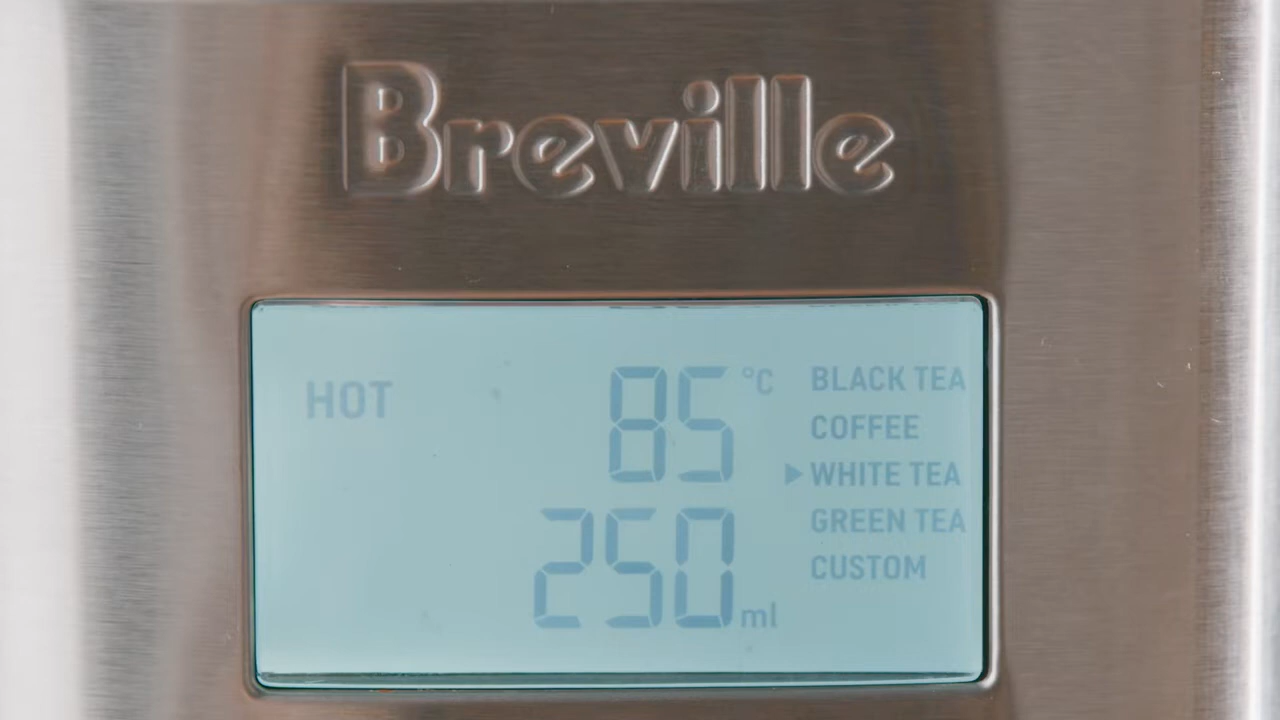 Breville
HOT
85 °C
250 ml
BLACK TEA
COFFEE
▶ WHITE TEA
GREEN TEA
CUSTOM